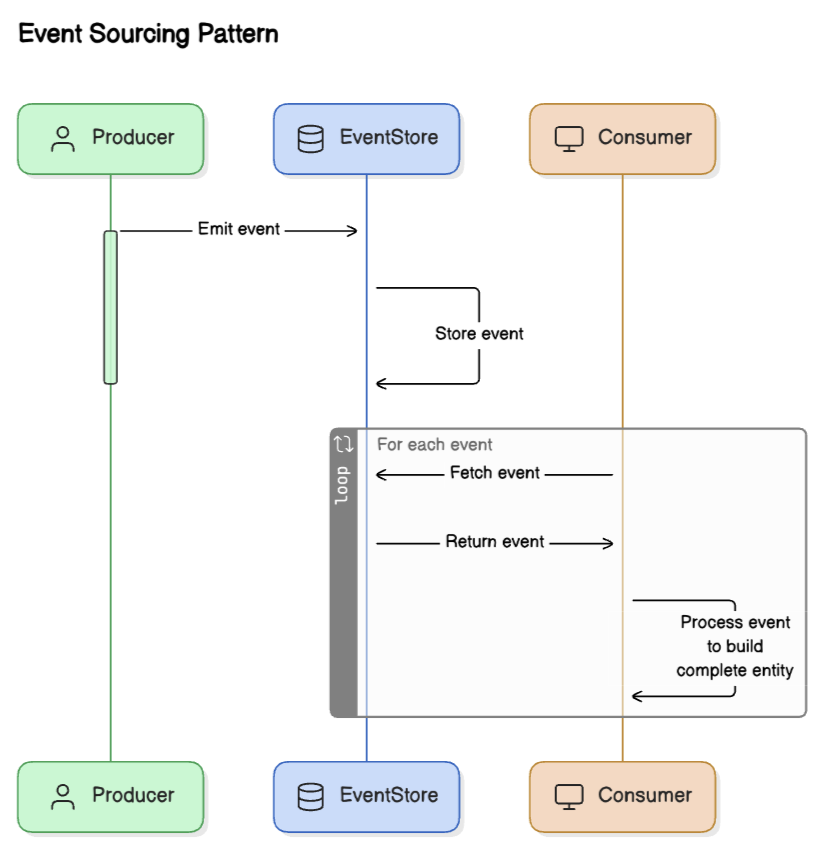 Event Sourcing Pattern
Producer
EventStore
Consumer
Emit event
Store event
For each event
loop
Fetch event
Return event
Process event
to build
complete entity
Producer
EventStore
Consumer